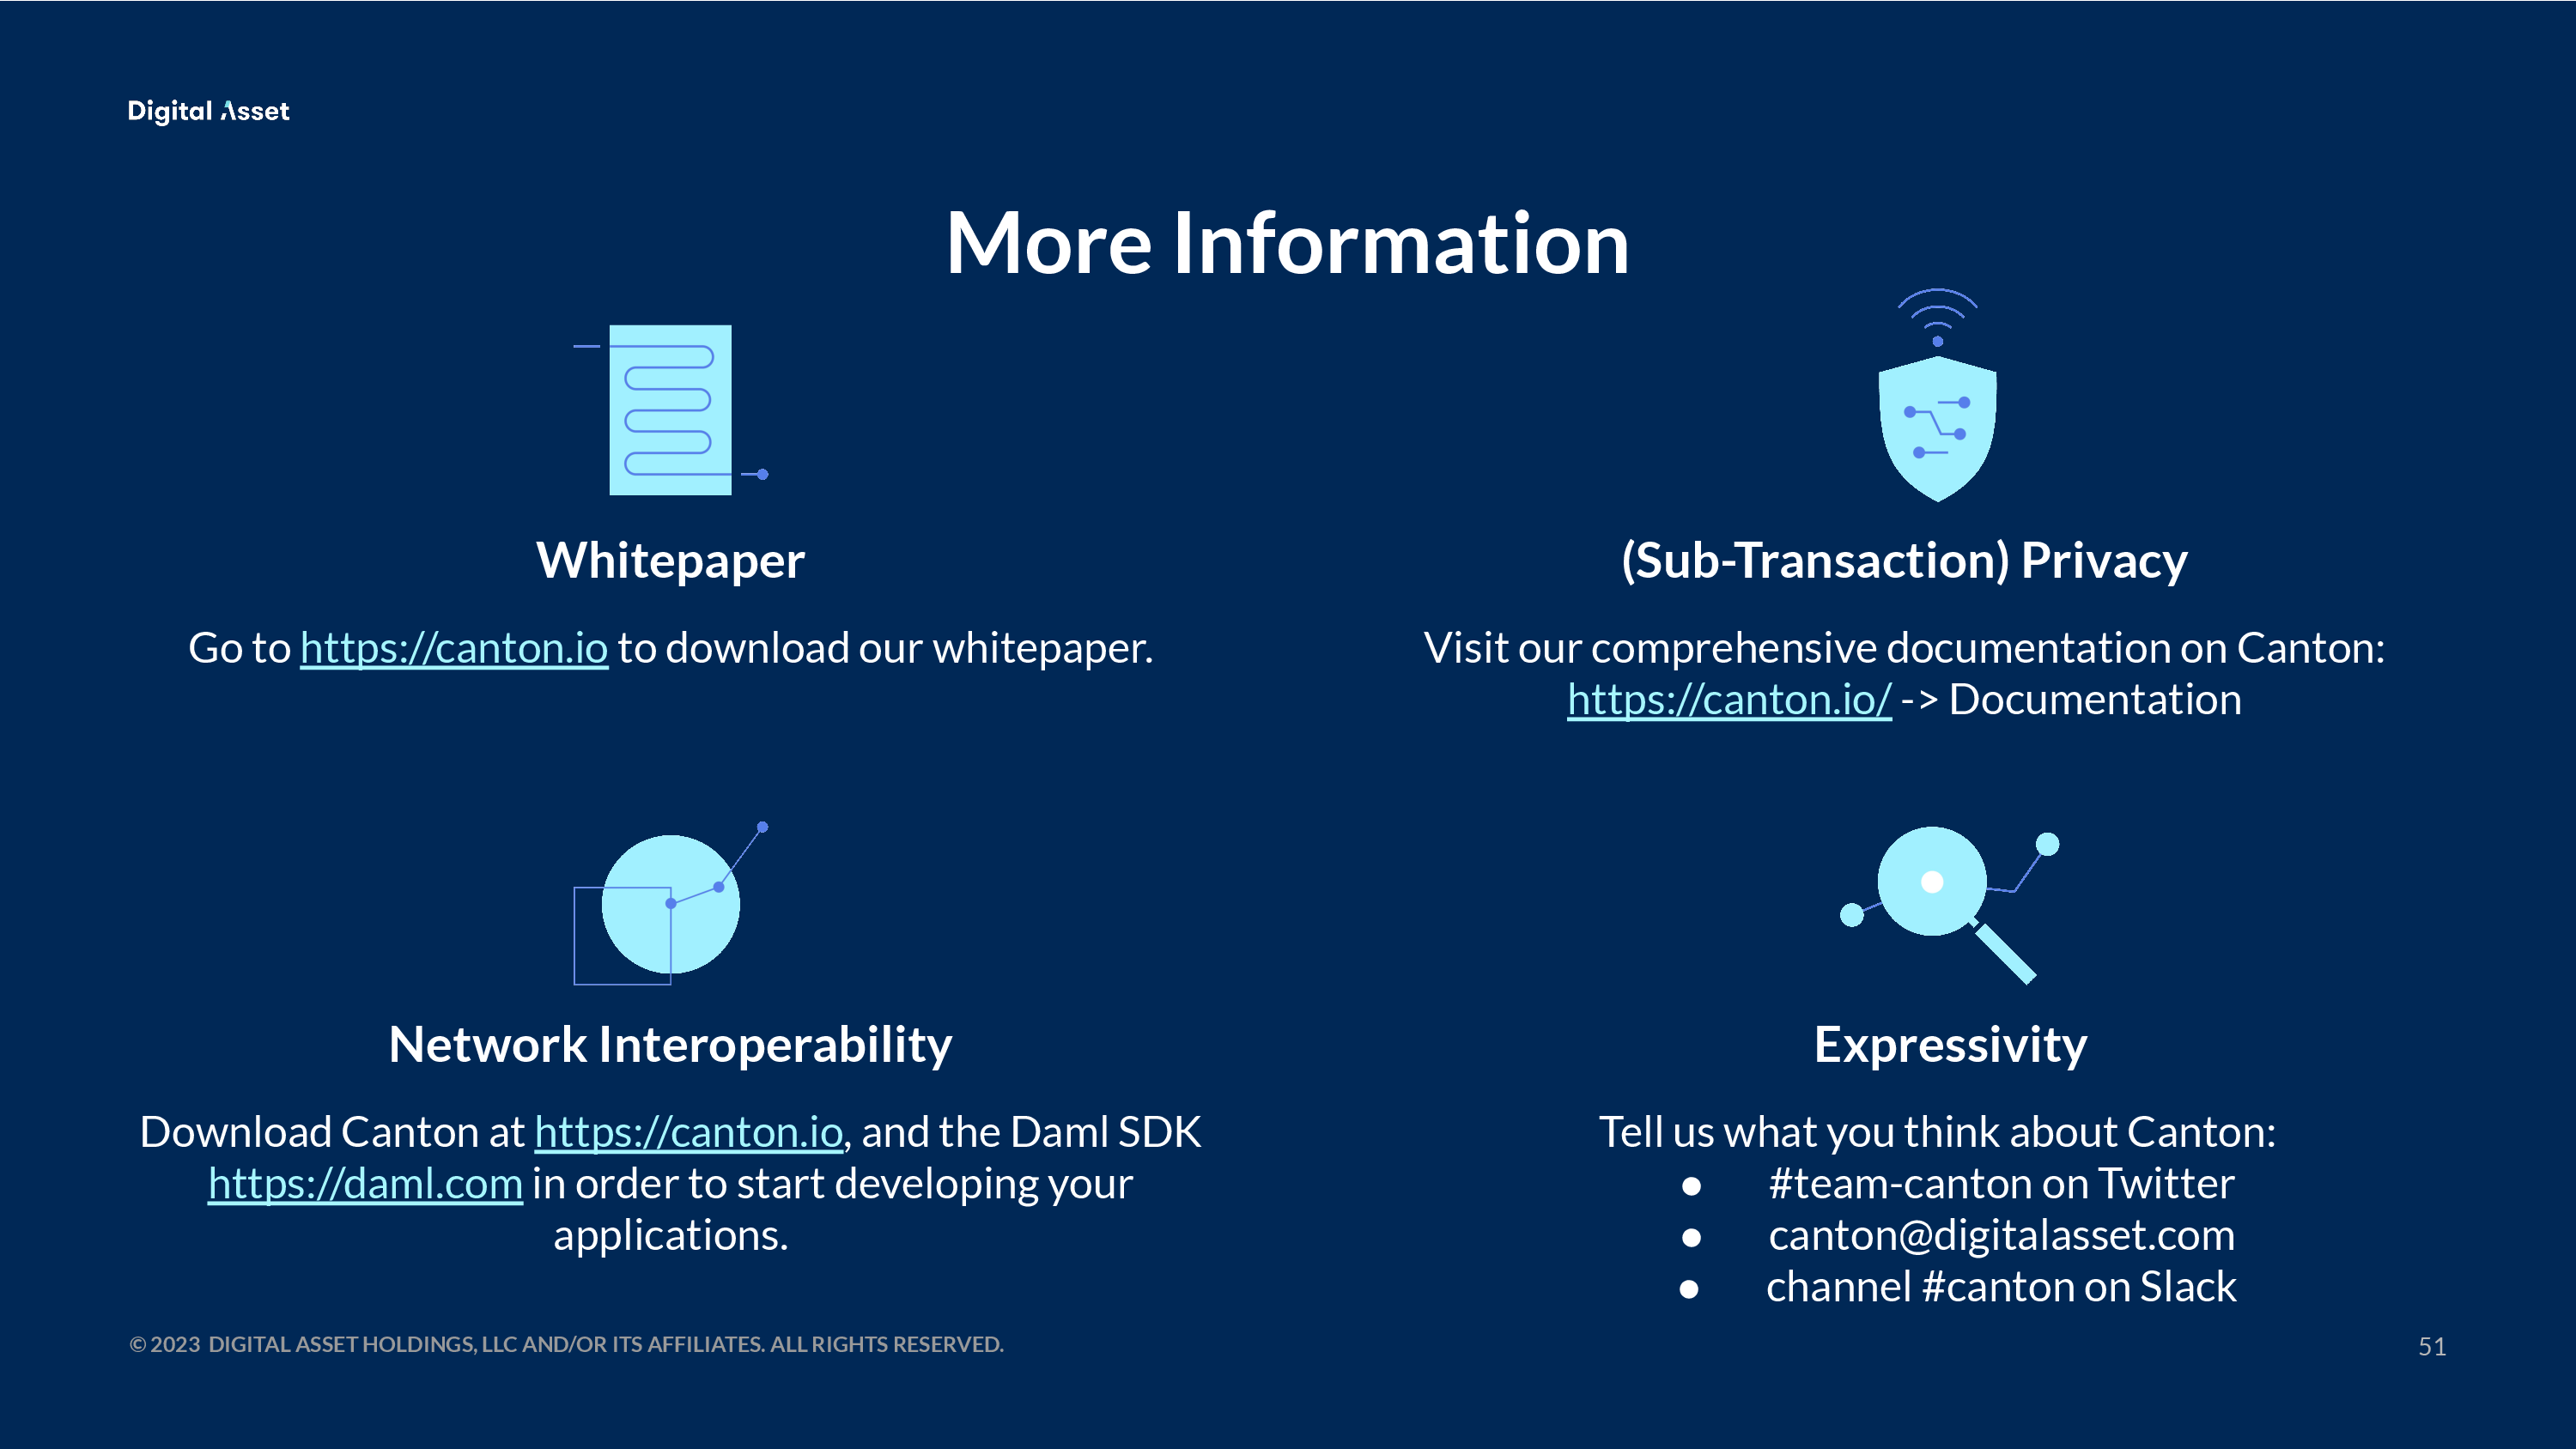 Digital Asset
More Information
Whitepaper
Go to https://canton.io to download our whitepaper.
(Sub-Transaction) Privacy
Visit our comprehensive documentation on Canton:
https://canton.io/ -> Documentation
Network Interoperability
Download Canton at https://canton.io, and the Daml SDK
https://daml.com in order to start developing your
applications.
Expressivity
Tell us what you think about Canton:
● #team-canton on Twitter
● canton@digitalasset.com
● channel #canton on Slack
© 2023 DIGITAL ASSET HOLDINGS, LLC AND/OR ITS AFFILIATES. ALL RIGHTS RESERVED.
51